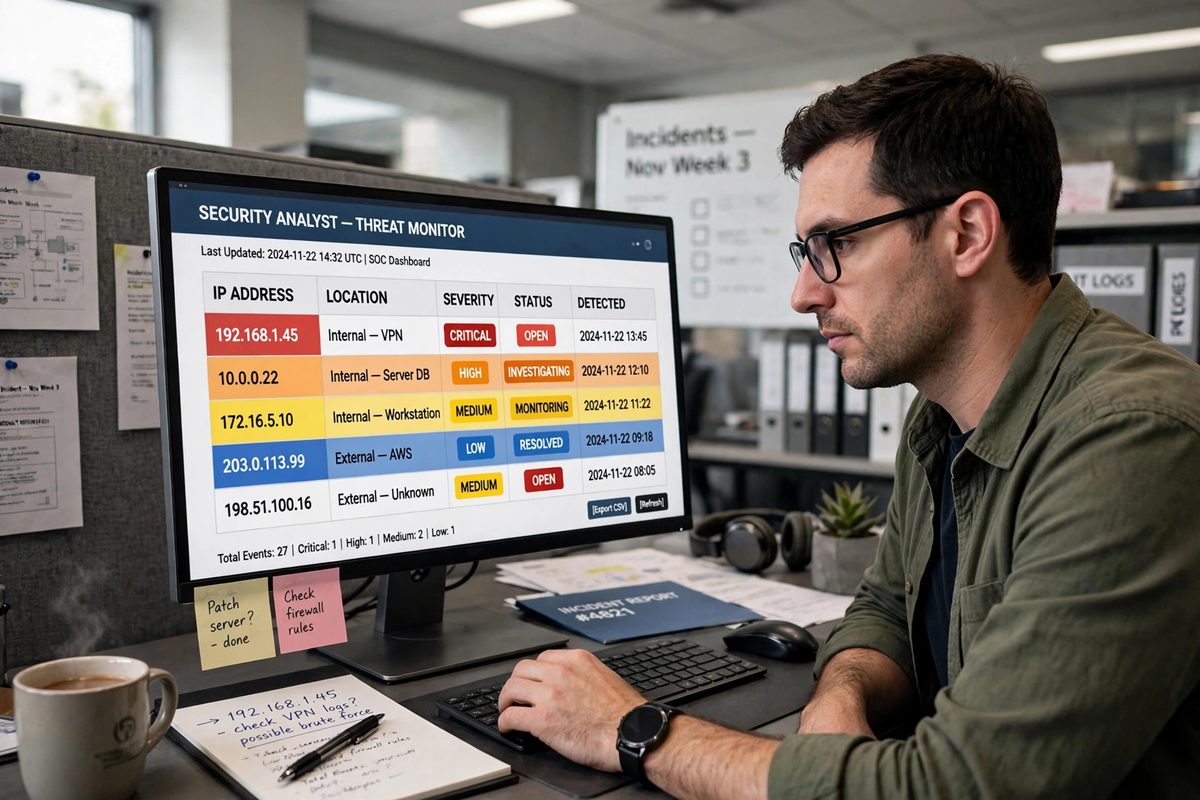 Incidents —
Nov Week 3
SECURITY ANALYST — THREAT MONITOR
Last Updated: 2024-11-22 14:32 UTC | SOC Dashboard
IP ADDRESS LOCATION SEVERITY STATUS DETECTED
192.168.1.45 Internal — VPN CRITICAL OPEN 2024-11-22 13:45
10.0.0.22 Internal — Server DB HIGH INVESTIGATING 2024-11-22 12:10
172.16.5.10 Internal — Workstation MEDIUM MONITORING 2024-11-22 11:22
203.0.113.99 External — AWS LOW RESOLVED 2024-11-22 09:18
198.51.100.16 External — Unknown MEDIUM OPEN 2024-11-22 08:05
[Export CSV] [Refresh]
Total Events: 27 | Critical: 1 | High: 1 | Medium: 2 | Low: 1
Patch
server?
- done
Check
firewall
rules
INCIDENT REPORT
#4821
→ 192.168.1.45
- check VPN logs?
possible brute force
firewall rules
LOGS